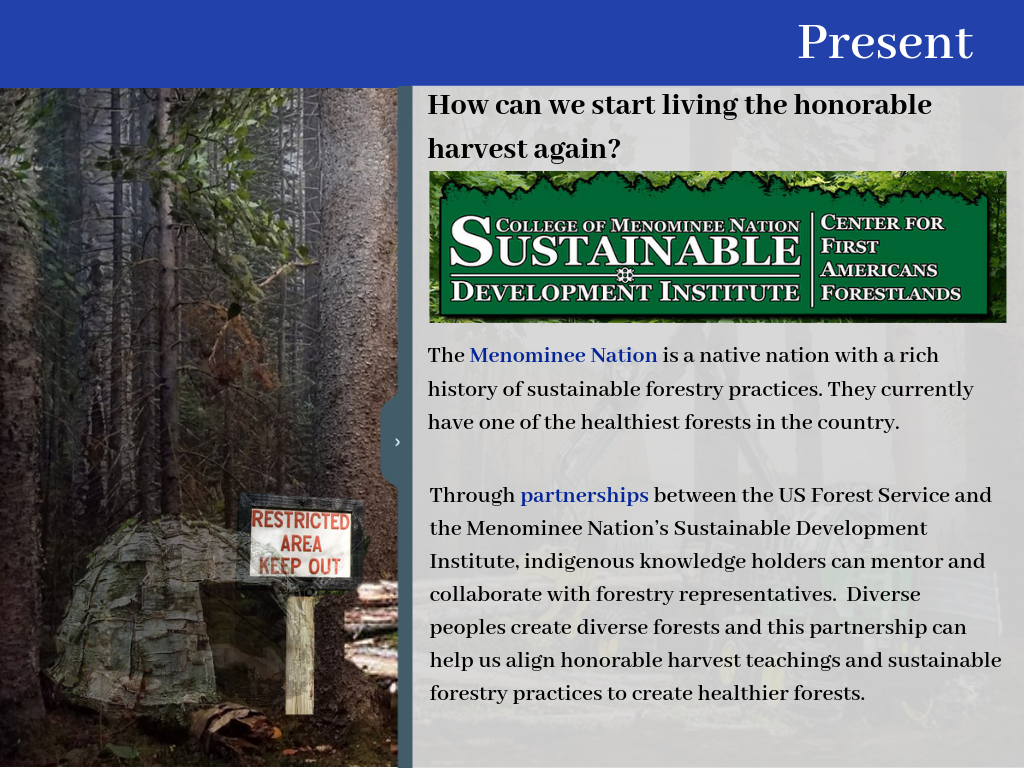 Present
How can we start living the honorable
harvest again?
COLLEGE OF MENOMINEE NATION
SUSTAINABLE
DEVELOPMENT INSTITUTE
CENTER FOR
FIRST
AMERICANS
FORESTLANDS
The Menominee Nation is a native nation with a rich
history of sustainable forestry practices. They currently
have one of the healthiest forests in the country.
Through partnerships between the US Forest Service and
the Menominee Nation's Sustainable Development
Institute, indigenous knowledge holders can mentor and
collaborate with forestry representatives.  Diverse
peoples create diverse forests and this partnership can
help us align honorable harvest teachings and sustainable
forestry practices to create healthier forests.
RESTRICTED
AREA
KEEP OUT